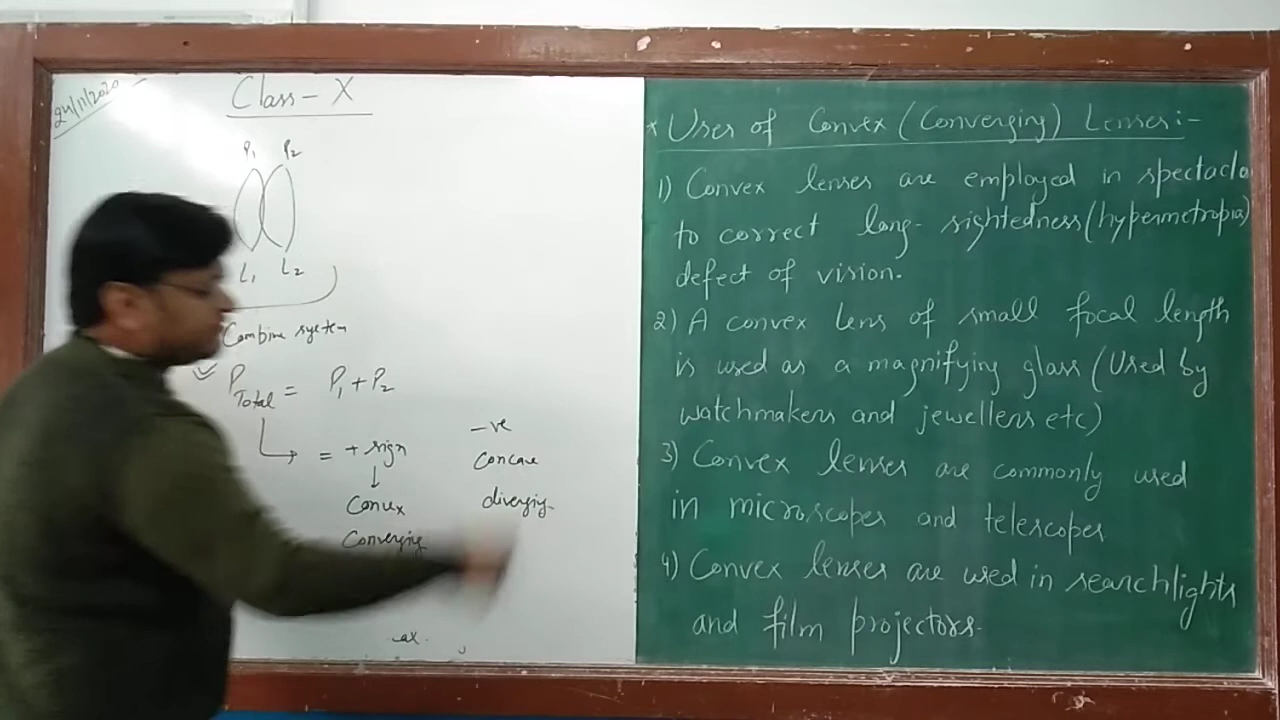 24/11/2020
Class - X
P1 P2
L1 L2
Combine system
P Total = P1 + P2
= + sign
Convex
Converging
-ve
Concave
diverging
* Uses of Convex (Converging) Lenses:-
1) Convex lenses are employed in spectacle
to correct long-sightedness (hypermetropia)
defect of vision.
2) A convex lens of small focal length
is used as a magnifying glass (Used by
watchmakers and jewellers etc)
3) Convex lenses are commonly used
in microscopes and telescopes
4) Convex lenses are used in searchlights
and film projectors.